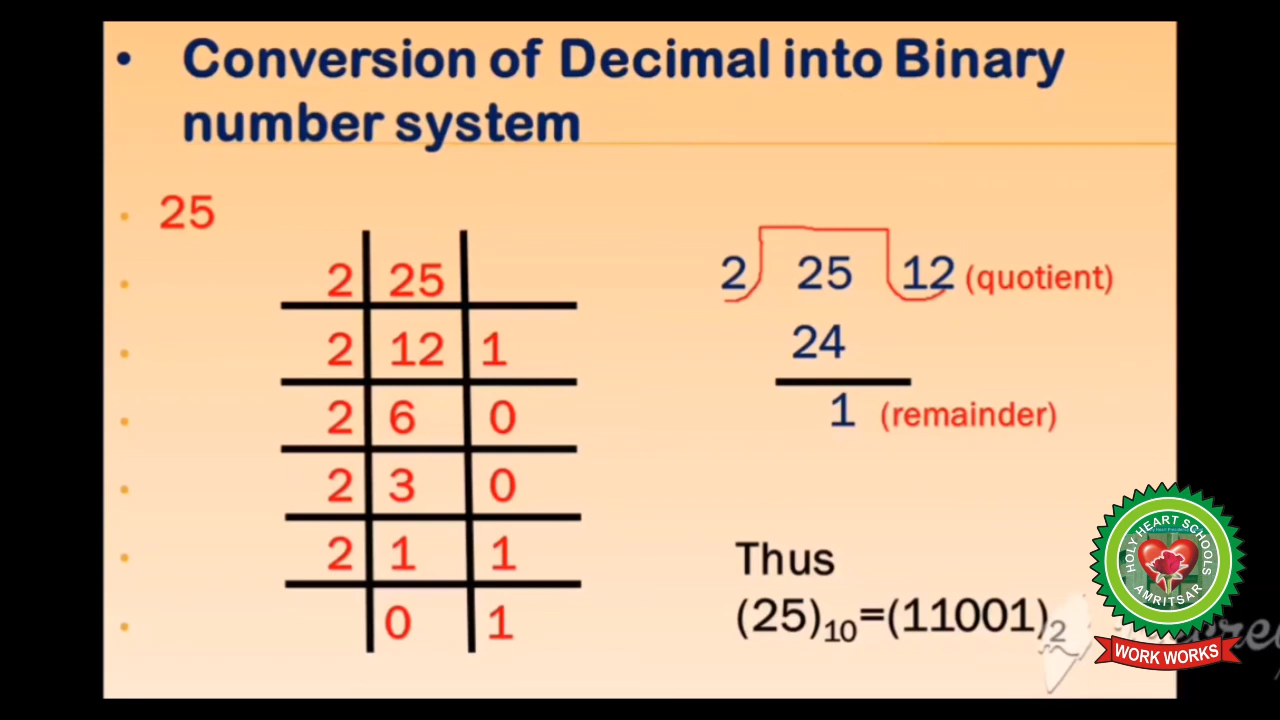 • Conversion of Decimal into Binary
number system
• 25
• 2 25
• 2 12 1
• 2 6 0
• 2 3 0
• 2 1 1
• 0 1
2 25 12 (quotient)
24
1 (remainder)
Thus
(25)₁₀=(11001)₂
HOLY HEART SCHOOLS
AMRITSAR
WORK WORKS